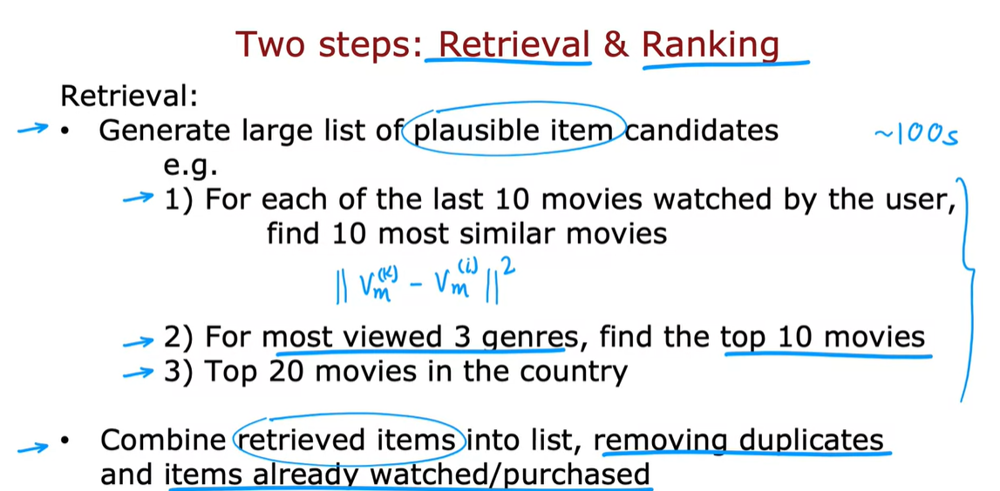 Two steps: Retrieval & Ranking
Retrieval:
→ • Generate large list of plausible item candidates ~100s
e.g.
→ 1) For each of the last 10 movies watched by the user,
find 10 most similar movies
|| Vm^(k) - Vm^(i) ||^2
→ 2) For most viewed 3 genres, find the top 10 movies
→ 3) Top 20 movies in the country
→ • Combine retrieved items into list, removing duplicates
and items already watched/purchased